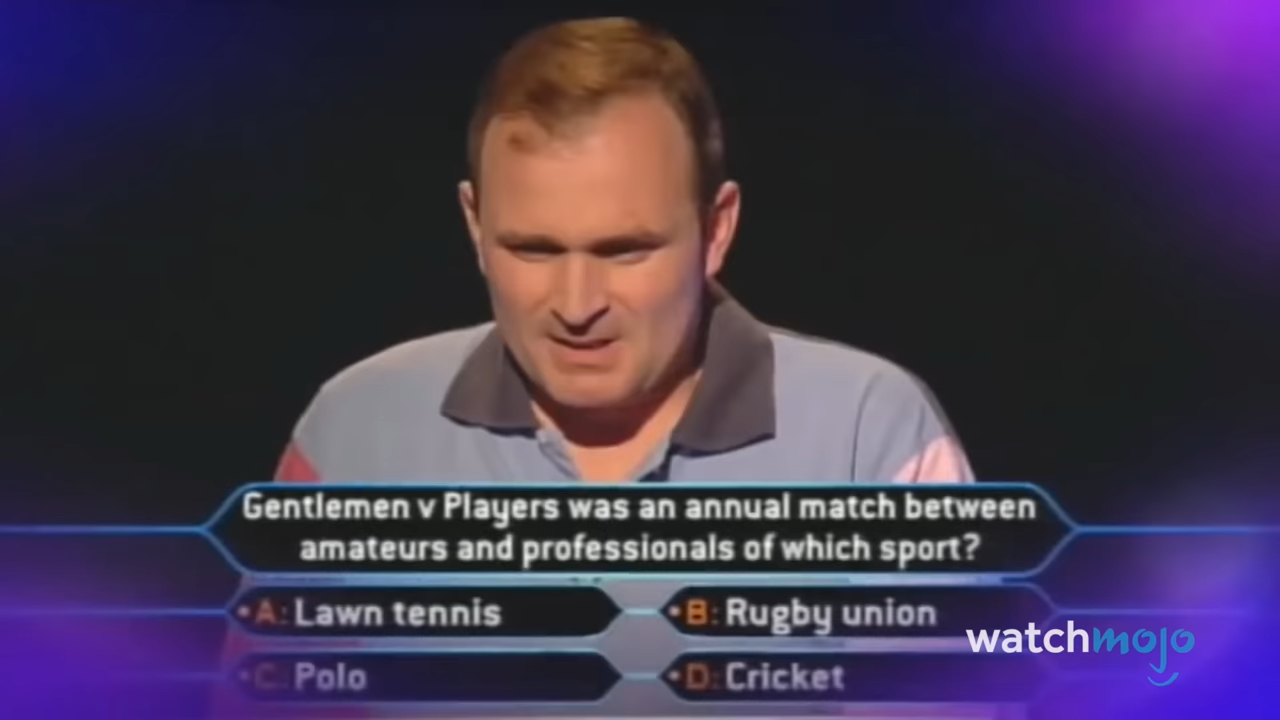 Gentlemen v Players was an annual match between
amateurs and professionals of which sport?
A: Lawn tennis
B: Rugby union
C: Polo
D: Cricket
watchmojo